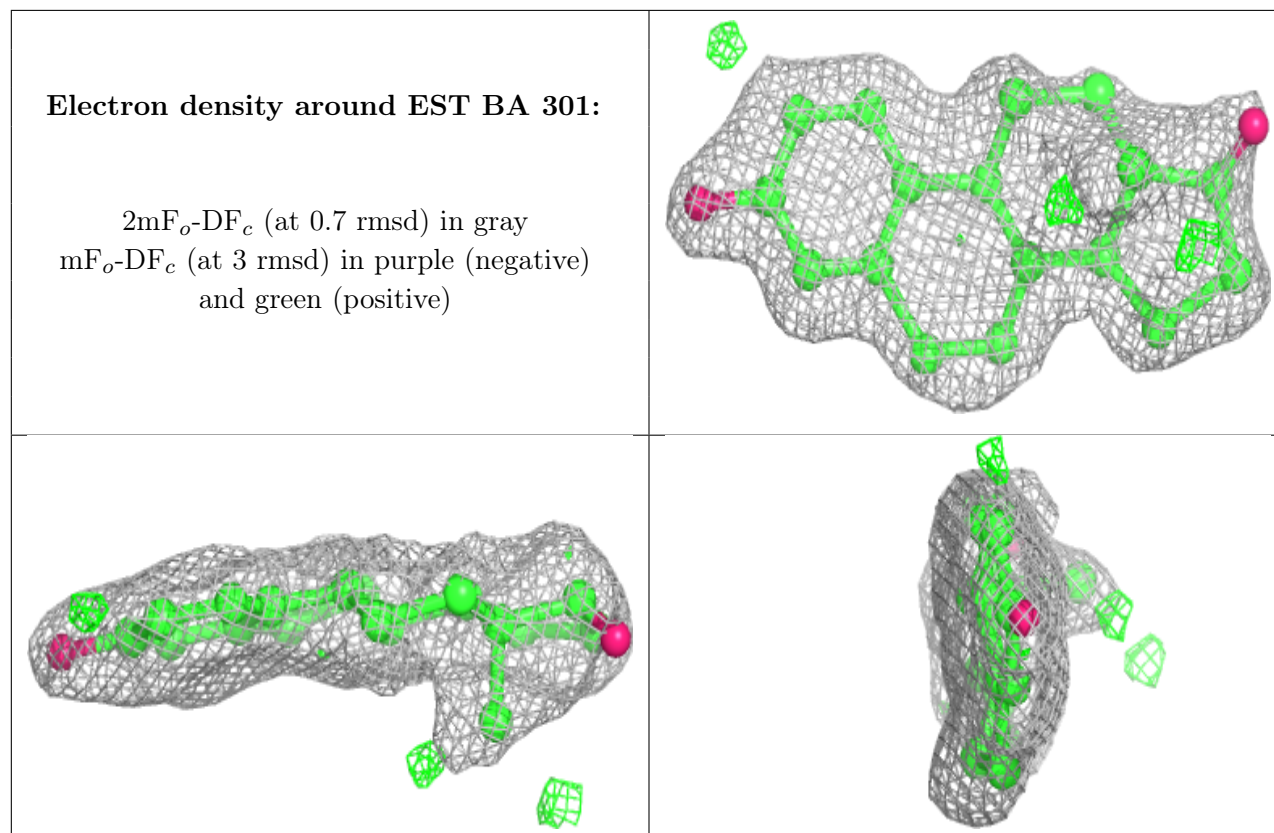 Electron density around EST BA 301:
2mFₒ-DF𝒸 (at 0.7 rmsd) in gray
mFₒ-DF𝒸 (at 3 rmsd) in purple (negative)
and green (positive)